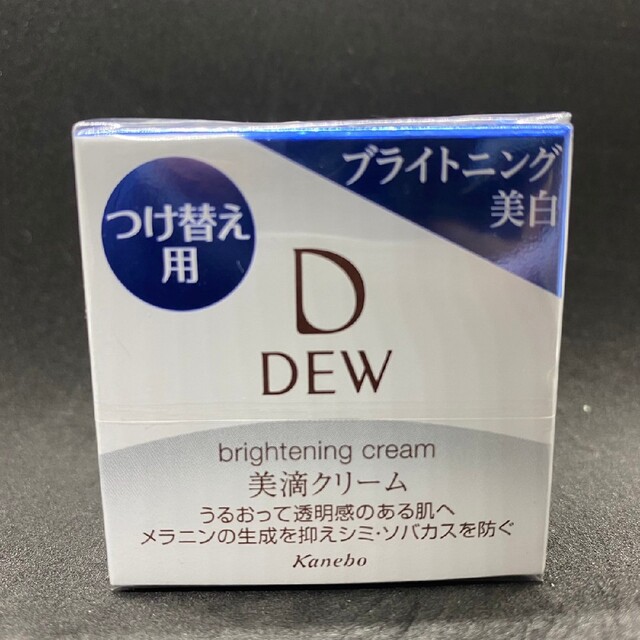 つけ替え
用
ブライトニング
美白
D
DEW
brightening cream
美滴クリーム
うるおって透明感のある肌へ
メラニンの生成を抑えシミ・ソバカスを防ぐ
Kanebo